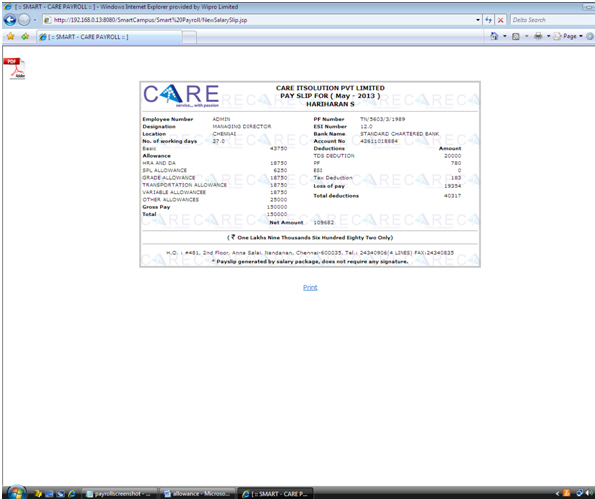 [ :: SMART - CARE PAYROLL :: ] - Windows Internet Explorer provided by Wipro Limited
http://192.168.0.13:8080/SmartCampus/Smart%20Payroll/NewSalarySlip.jsp
Delta Search
[ :: SMART - CARE PAYROLL :: ]
Page
PDF
Adobe
CARE
service... with passion
CARE ITSOLUTION PVT LIMITED
PAY SLIP FOR ( May - 2013 )
HARIHARAN S
Employee Number ADMIN PF Number TN/5603/3/1989
Designation MANAGING DIRECTOR ESI Number 12.0
Location CHENNAI Bank Name STANDARD CHARTERED BANK
No. of working days 27.0 Account No 42611018884
Basic 43750 Deductions Amount
Allowance TDS DEDUTION 20000
HRA AND DA 18750 PF 780
SPL ALLOWANCE 6250 ESI 0
GRADE ALLOWANCE 18750 Tax Deduction 183
TRANSPORTATION ALLOWANCE 18750 Loss of pay 19354
VARIABLE ALLOWANCEE 18750 Total deductions 40317
OTHER ALLOWANCES 25000
Gross Pay 150000
Total 150000
Net Amount 109682
( ₹ One Lakhs Nine Thousands Six Hundred Eighty Two Only)
H.O. : #481, 2nd Floor, Anna Salai, Nandanan, Chennai-600035, Tel.: 24340906(4 LINES) FAX:24340835
* Payslip generated by salary package, does not require any signature.
Print
payrollscreenshot - ...
allowance - Microso...
[ :: SMART - CARE P...